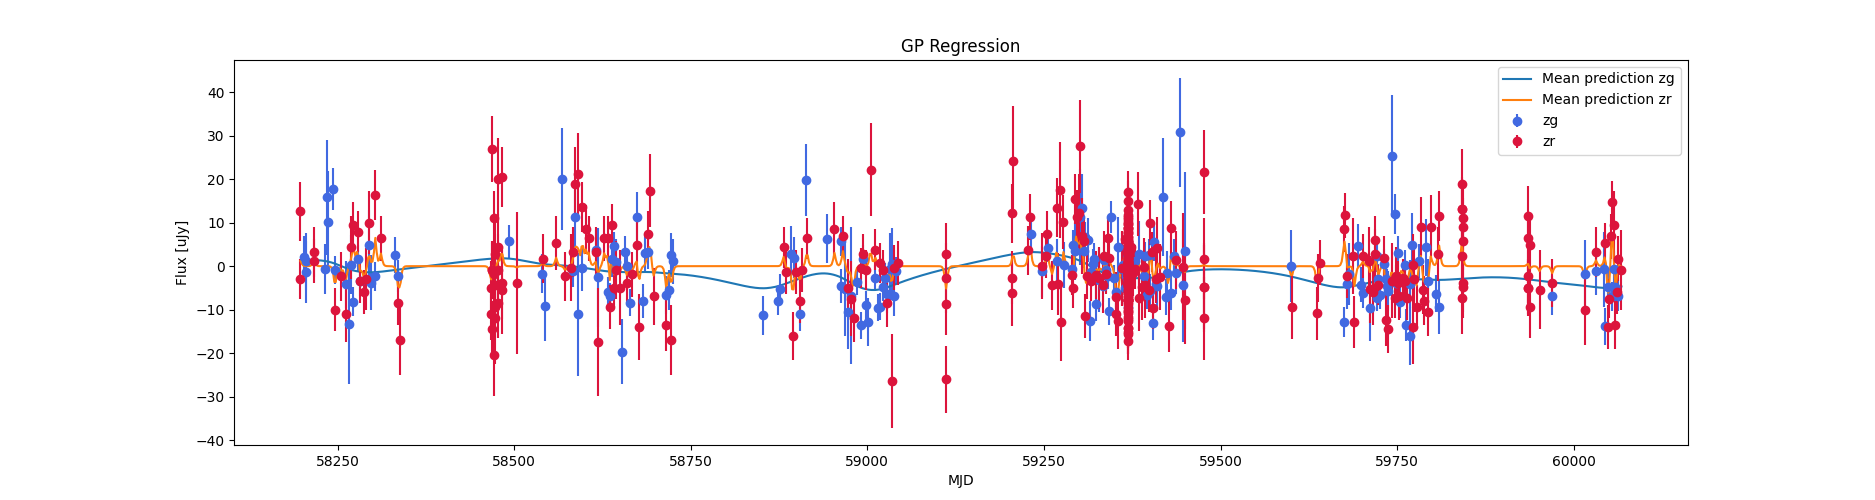 GP Regression
Flux [uJy]
40
30
20
10
0
−10
−20
−30
−40
58250
58500
58750
59000
59250
59500
59750
60000
MJD
Mean prediction zg
Mean prediction zr
zg
zr